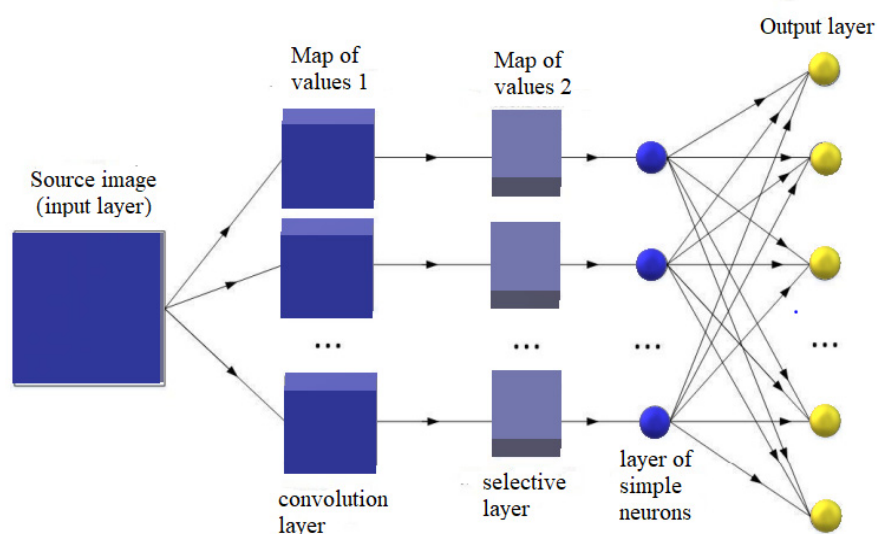 Output layer
Map of
values 1
Map of
values 2
Source image
(input layer)
...
...
...
...
convolution
layer
selective
layer
layer of
simple
neurons